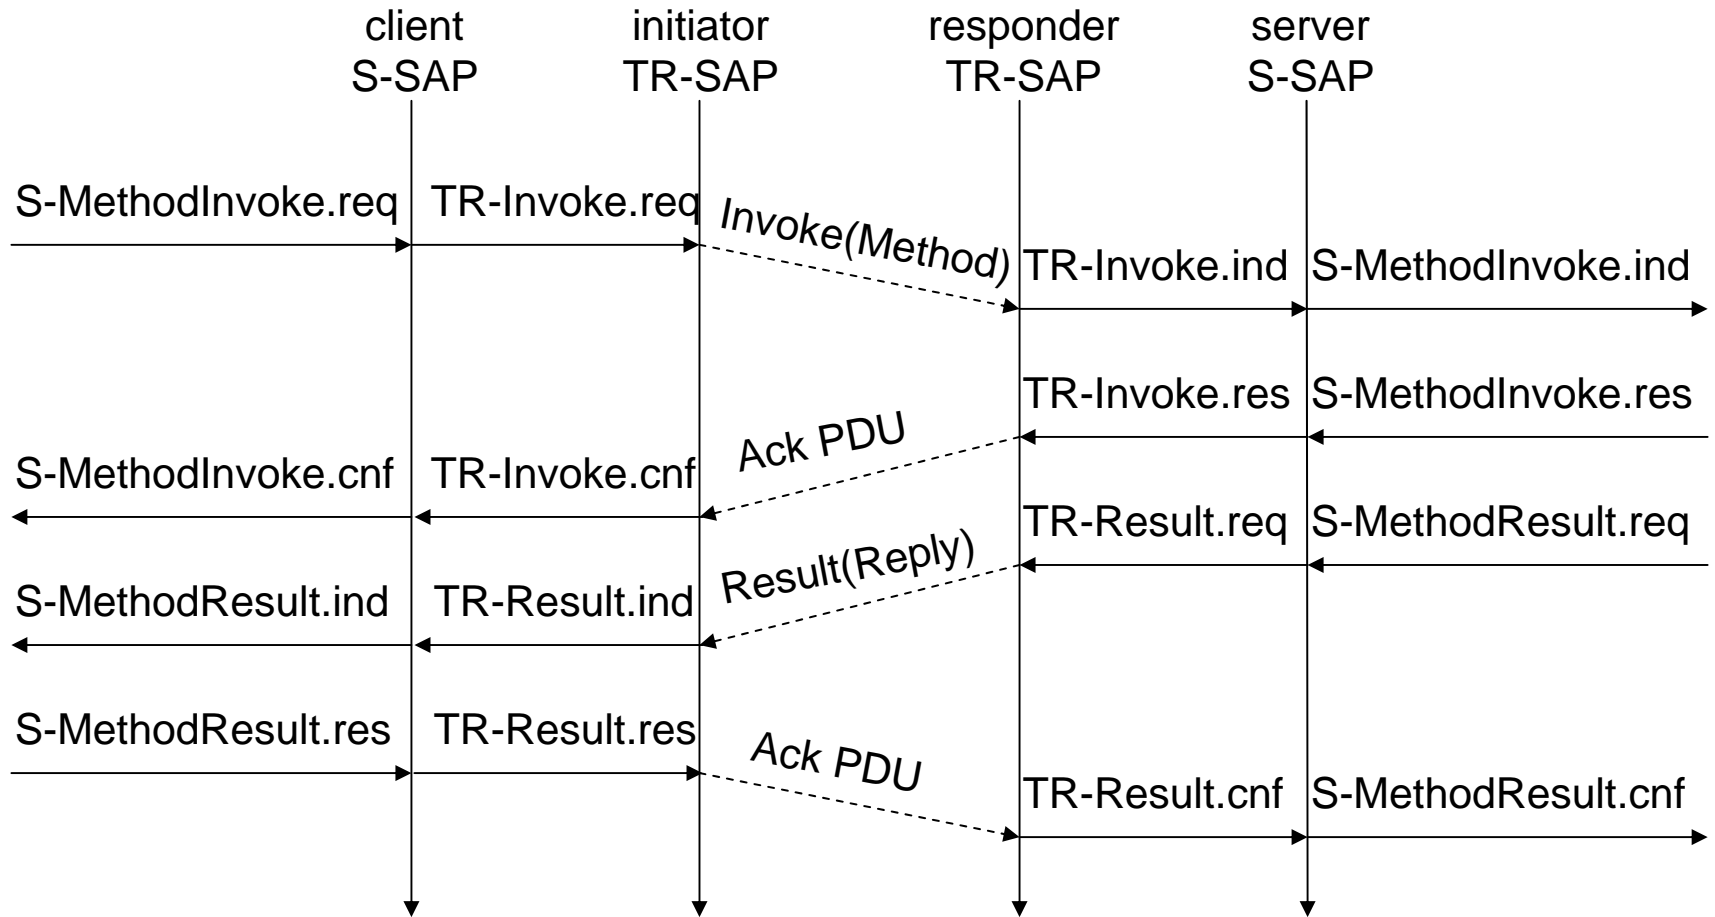 client initiator responder server
S-SAP TR-SAP TR-SAP S-SAP
S-MethodInvoke.req TR-Invoke.req Invoke(Method) TR-Invoke.ind S-MethodInvoke.ind
TR-Invoke.res S-MethodInvoke.res
Ack PDU
S-MethodInvoke.cnf TR-Invoke.cnf
TR-Result.req S-MethodResult.req
Result(Reply)
S-MethodResult.ind TR-Result.ind
S-MethodResult.res TR-Result.res
Ack PDU
TR-Result.cnf S-MethodResult.cnf